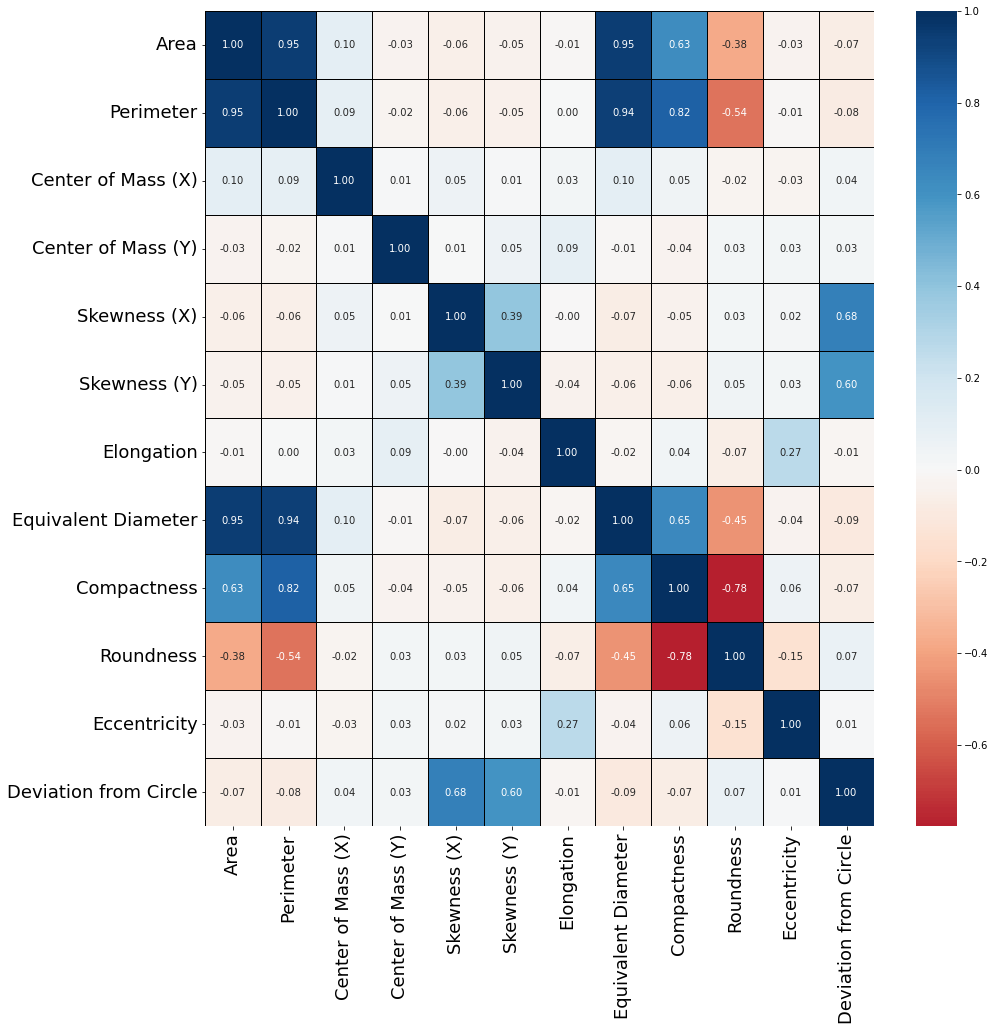 Area 1.00 0.95 0.10 -0.03 -0.06 -0.05 -0.01 0.95 0.63 -0.38 -0.03 -0.07
Perimeter 0.95 1.00 0.09 -0.02 -0.06 -0.05 0.00 0.94 0.82 -0.54 -0.01 -0.08
Center of Mass (X) 0.10 0.09 1.00 0.01 0.05 0.01 0.03 0.10 0.05 -0.02 -0.03 0.04
Center of Mass (Y) -0.03 -0.02 0.01 1.00 0.01 0.05 0.09 -0.01 -0.04 0.03 0.03 0.03
Skewness (X) -0.06 -0.06 0.05 0.01 1.00 0.39 -0.00 -0.07 -0.05 0.03 0.02 0.68
Skewness (Y) -0.05 -0.05 0.01 0.05 0.39 1.00 -0.04 -0.06 -0.06 0.05 0.03 0.60
Elongation -0.01 0.00 0.03 0.09 -0.00 -0.04 1.00 -0.02 0.04 -0.07 0.27 -0.01
Equivalent Diameter 0.95 0.94 0.10 -0.01 -0.07 -0.06 -0.02 1.00 0.65 -0.45 -0.04 -0.09
Compactness 0.63 0.82 0.05 -0.04 -0.05 -0.06 0.04 0.65 1.00 -0.78 0.06 -0.07
Roundness -0.38 -0.54 -0.02 0.03 0.03 0.05 -0.07 -0.45 -0.78 1.00 -0.15 0.07
Eccentricity -0.03 -0.01 -0.03 0.03 0.02 0.03 0.27 -0.04 0.06 -0.15 1.00 0.01
Deviation from Circle -0.07 -0.08 0.04 0.03 0.68 0.60 -0.01 -0.09 -0.07 0.07 0.01 1.00
Area
Perimeter
Center of Mass (X)
Center of Mass (Y)
Skewness (X)
Skewness (Y)
Elongation
Equivalent Diameter
Compactness
Roundness
Eccentricity
Deviation from Circle
1.0
0.8
0.6
0.4
0.2
0.0
−0.2
−0.4
−0.6